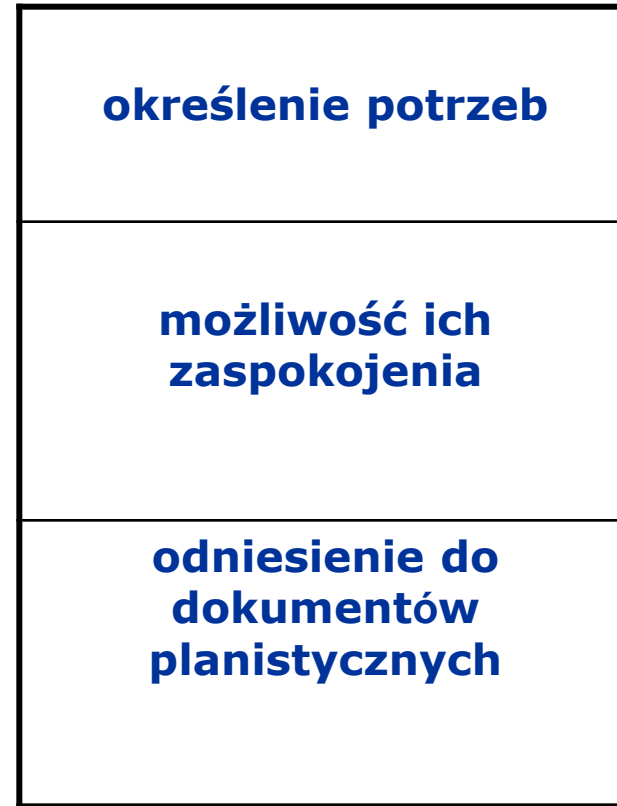 określenie potrzeb
możliwość ich
zaspokojenia
odniesienie do
dokumentów
planistycznych